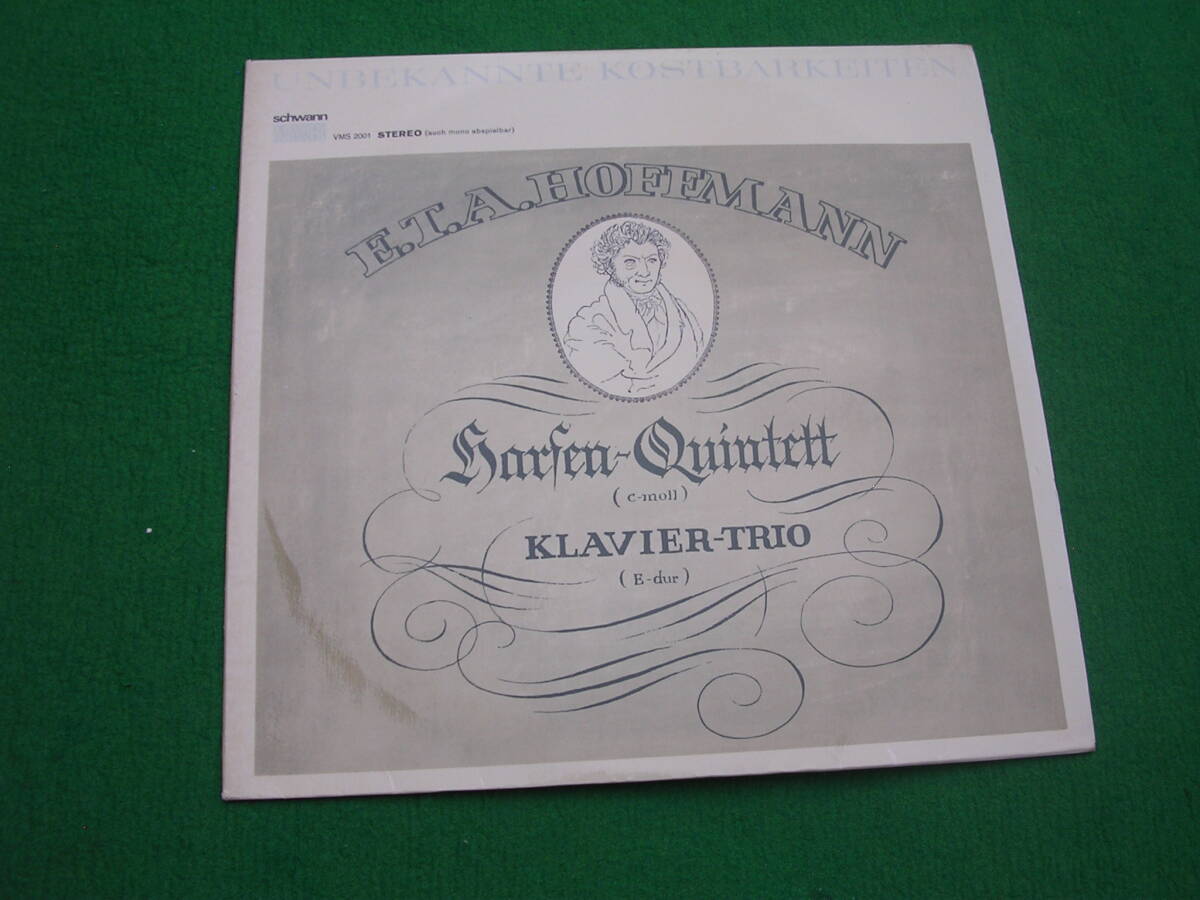 UNBEKANNTE KOSTBARKEITEN
schwann
VMS 2001 STEREO (auch mono abspielbar)
E.T.A. HOFFMANN
Harfen-Quintett
(c-moll)
KLAVIER-TRIO
(E-dur)